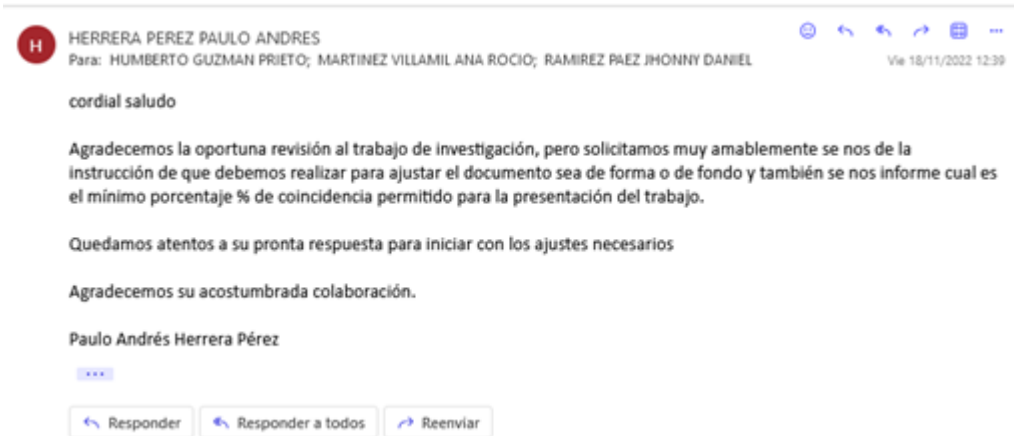 H
HERRERA PEREZ PAULO ANDRES
Para: HUMBERTO GUZMAN PRIETO; MARTINEZ VILLAMIL ANA ROCIO; RAMIREZ PAEZ JHONNY DANIEL
Vie 18/11/2022 12:39
cordial saludo
Agradecemos la oportuna revisión al trabajo de investigación, pero solicitamos muy amablemente se nos de la
instrucción de que debemos realizar para ajustar el documento sea de forma o de fondo y también se nos informe cual es
el mínimo porcentaje % de coincidencia permitido para la presentación del trabajo.
Quedamos atentos a su pronta respuesta para iniciar con los ajustes necesarios
Agradecemos su acostumbrada colaboración.
Paulo Andrés Herrera Pérez
...
Responder
Responder a todos
Reenviar